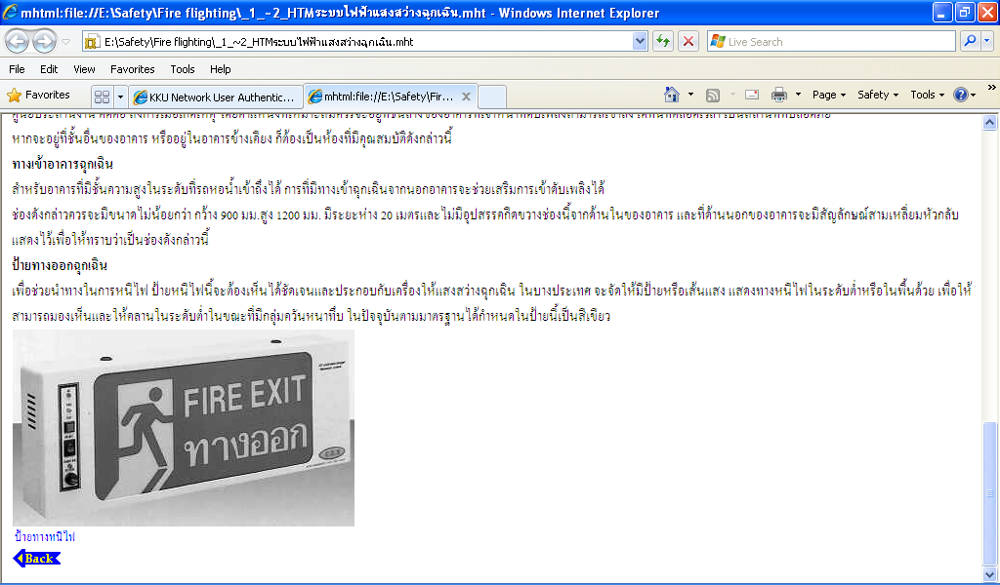 mhtml:file://E:\Safety\Fire flighting\_1_~2_HTMระบบไฟฟ้าแสงสว่างฉุกเฉิน.mht - Windows Internet Explorer
E:\Safety\Fire flighting\_1_~2_HTMระบบไฟฟ้าแสงสว่างฉุกเฉิน.mht
Live Search
File Edit View Favorites Tools Help
Favorites
KKU Network User Authentic...
mhtml:file://E:\Safety\Fir...
Page Safety Tools
หากจะอยู่ที่ชั้นอื่นของอาคาร หรืออยู่ในอาคารข้างเคียง ก็ต้องเป็นห้องที่มีคุณสมบัติดังกล่าวนี้
ทางเข้าอาคารฉุกเฉิน
สำหรับอาคารที่มีชั้นความสูงในระดับที่รถหอน้ำเข้าถึงได้ การที่มีทางเข้าฉุกเฉินจากนอกอาคารจะช่วยเสริมการเข้าดับเพลิงได้
ช่องดังกล่าวควรจะมีขนาดไม่น้อยกว่า กว้าง 900 มม.สูง 1200 มม. มีระยะห่าง 20 เมตรและไม่มีอุปสรรคกีดขวางช่องนี้จากด้านในของอาคาร และที่ด้านนอกของอาคารจะมีสัญลักษณ์สามเหลี่ยมหัวกลับ
แสดงไว้เพื่อให้ทราบว่าเป็นช่องดังกล่าวนี้
ป้ายทางออกฉุกเฉิน
เพื่อช่วยนำทางในการหนีไฟ ป้ายหนีไฟนี้จะต้องเห็นได้ชัดเจนและประกอบกับเครื่องให้แสงสว่างฉุกเฉิน ในบางประเทศ จะจัดให้มีป้ายหรือเส้นแสง แสดงทางหนีไฟในระดับต่ำหรือในพื้นด้วย เพื่อให้
สามารถมองเห็นและให้คลานในระดับต่ำในขณะที่มีกลุ่มควันหนาทึบ ในปัจจุบันตามมาตรฐานได้กำหนดในป้ายนี้เป็นสีเขียว
FIRE EXIT
ทางออก
ป้ายทางหนีไฟ
Back